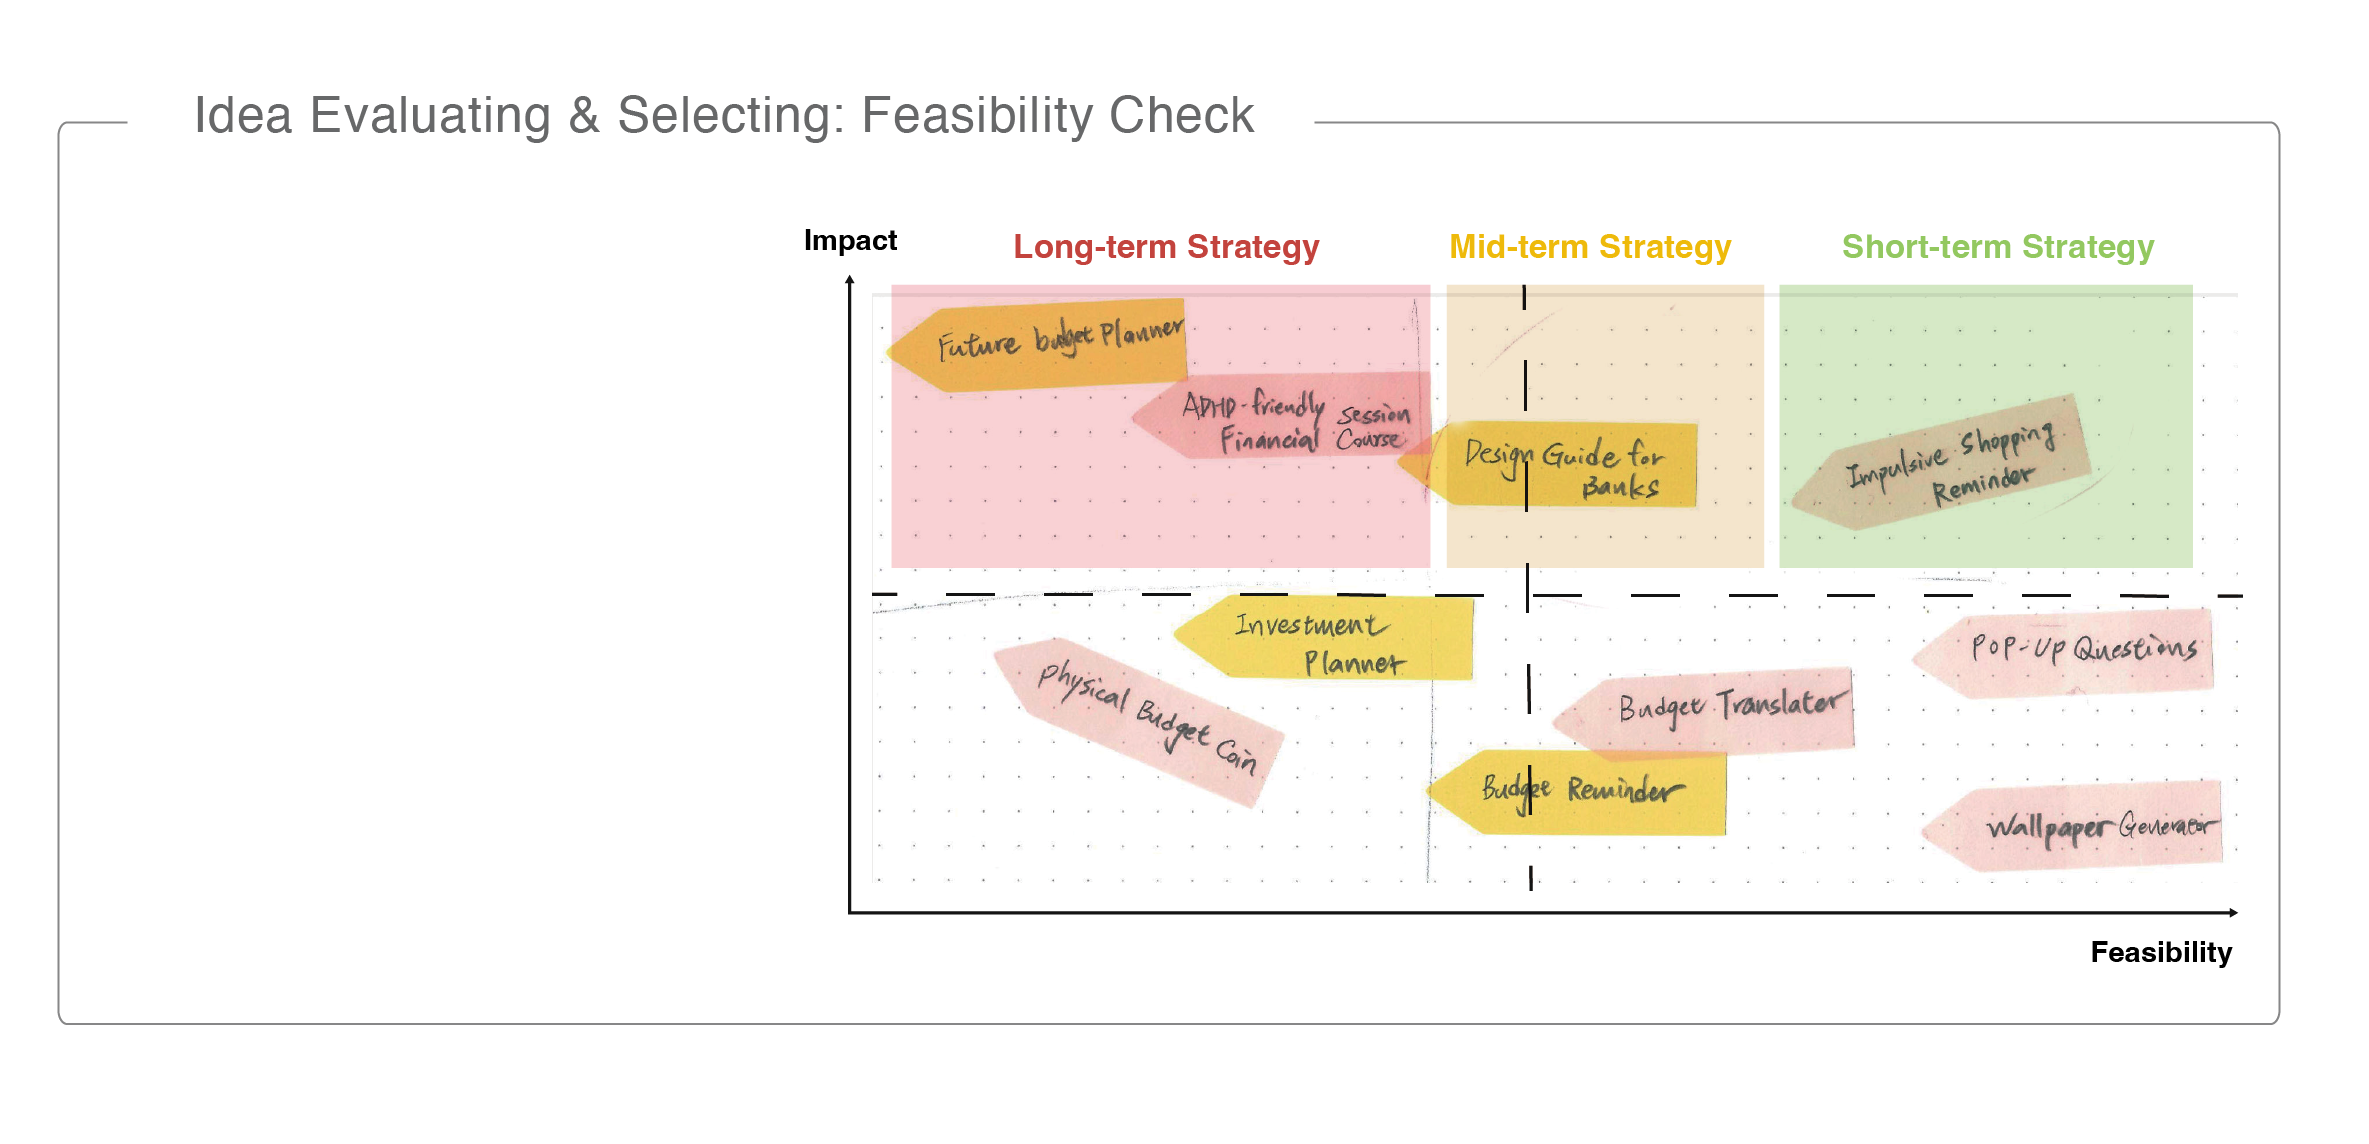 Idea Evaluating & Selecting: Feasibility Check
Impact
Long-term Strategy
Mid-term Strategy
Short-term Strategy
Future budget Planner
ADHD-friendly Session
Financial Course
Design Guide for
Banks
Impulsive Shopping
Reminder
Investment
Planner
Physical Budget Coin
Budget Translater
Budget Reminder
POP-UP Questions
Wallpaper Generator
Feasibility